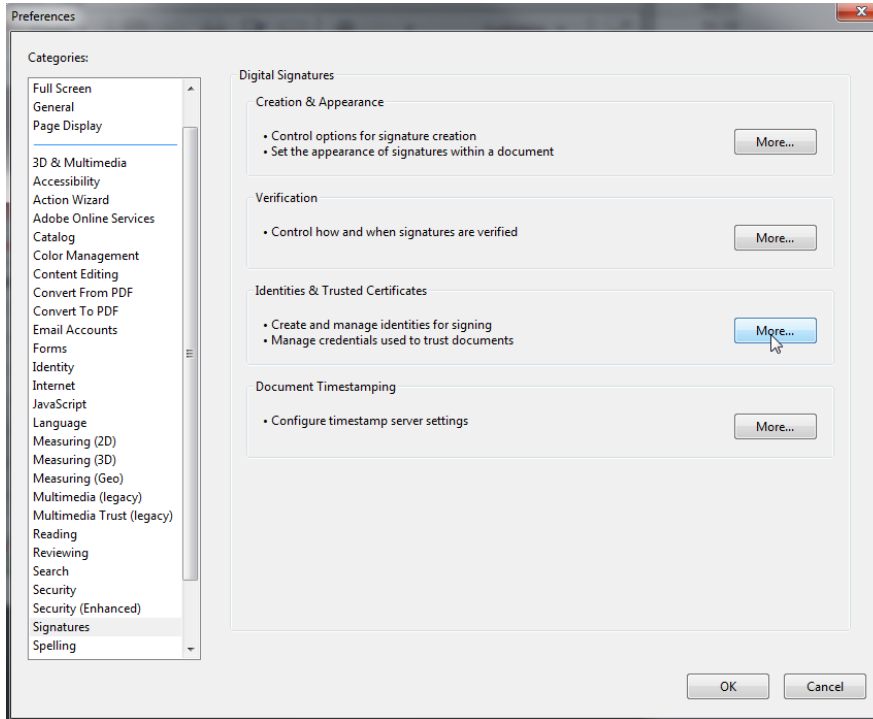 Preferences
Categories:
Full Screen
General
Page Display
3D & Multimedia
Accessibility
Action Wizard
Adobe Online Services
Catalog
Color Management
Content Editing
Convert From PDF
Convert To PDF
Email Accounts
Forms
Identity
Internet
JavaScript
Language
Measuring (2D)
Measuring (3D)
Measuring (Geo)
Multimedia (legacy)
Multimedia Trust (legacy)
Reading
Reviewing
Search
Security
Security (Enhanced)
Signatures
Spelling
Digital Signatures
Creation & Appearance
• Control options for signature creation
• Set the appearance of signatures within a document
More...
Verification
• Control how and when signatures are verified
More...
Identities & Trusted Certificates
• Create and manage identities for signing
• Manage credentials used to trust documents
More...
Document Timestamping
• Configure timestamp server settings
More...
OK
Cancel